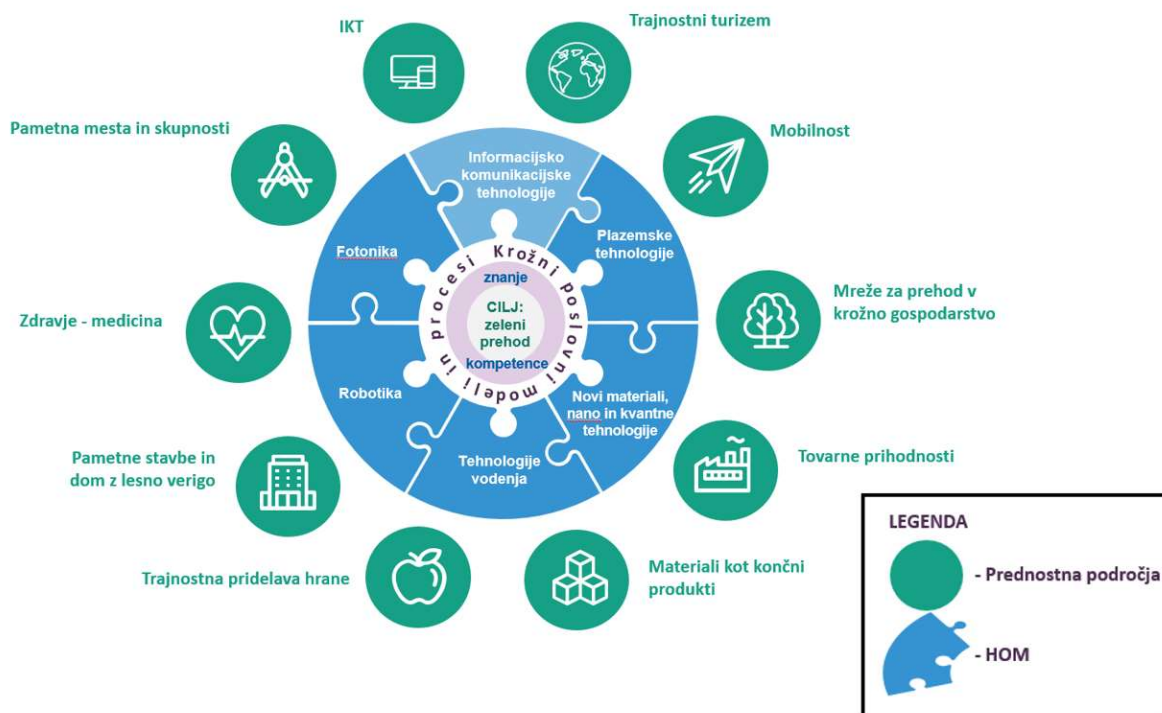 IKT
Trajnostni turizem
Pametna mesta in skupnosti
Mobilnost
Informacijsko
komunikacijske
tehnologije
Fotonika
Plazemske
tehnologije
Krožni poslovni modeli in procesi
znanje
CILJ:
zeleni
prehod
kompetence
Zdravje - medicina
Mreže za prehod v
krožno gospodarstvo
Robotika
Novi materiali,
nano in kvantne
tehnologije
Tehnologije
vodenja
Pametne stavbe in
dom z lesno verigo
Tovarne prihodnosti
Trajnostna pridelava hrane
Materiali kot končni
produkti
LEGENDA
- Prednostna področja
- HOM